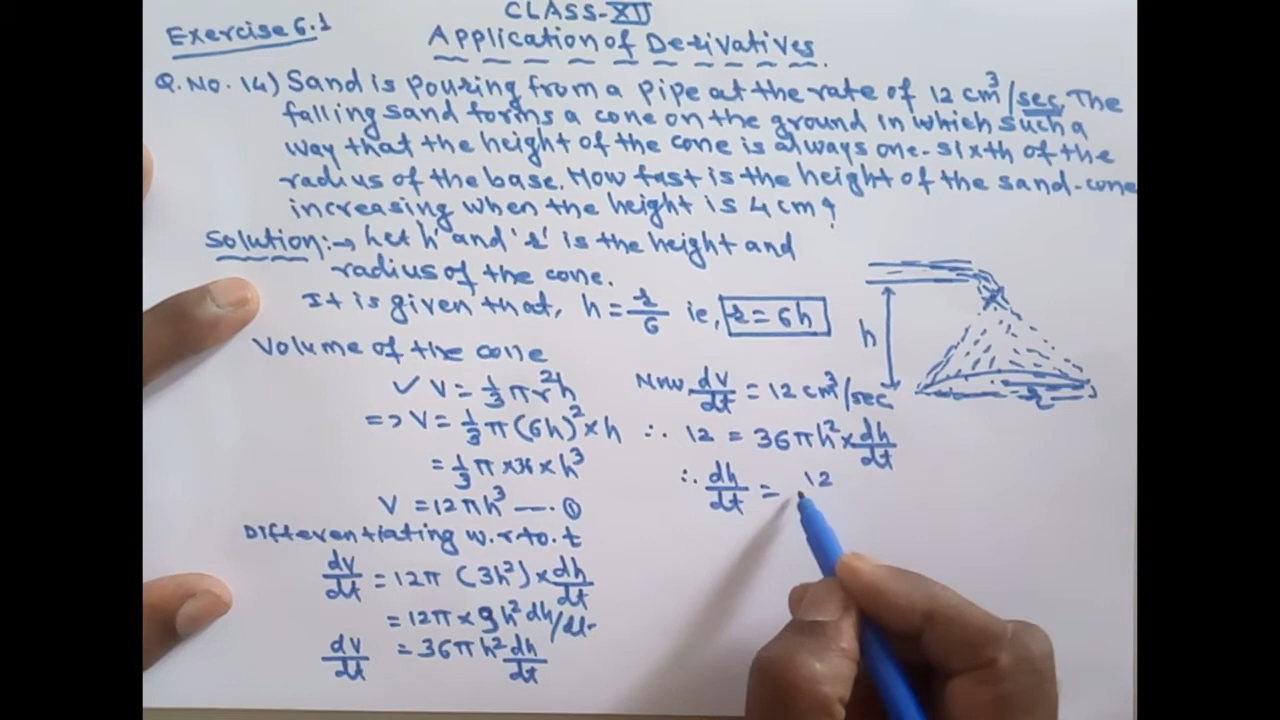 CLASS-XII
Exercise 6.1
Application of Derivatives.
Q. No. 14) Sand is pouring from a pipe at the rate of 12 cm³/sec. The
falling sand forms a cone on the ground in which such a
way that the height of the cone is always one-sixth of the
radius of the base. How fast is the height of the sand-cone
increasing when the height is 4 cm?
Solution:→ Let 'h' and 'r' is the height and
radius of the cone.
It is given that, h = r/6 ie, r = 6h
Volume of the cone
✓ V = 1/3 πr²h
=> V = 1/3 π (6h)² × h
= 1/3 π × 36 × h³
V = 12πh³ —— ①
Differentiating w.r to. t
dv/dt = 12π (3h²) × dh/dt
= 12π × 3h² dh/dt
dv/dt = 36πh² dh/dt
Now, dv/dt = 12 cm³/sec
∴ 12 = 36πh² × dh/dt
∴ dh/dt = 12
h
r